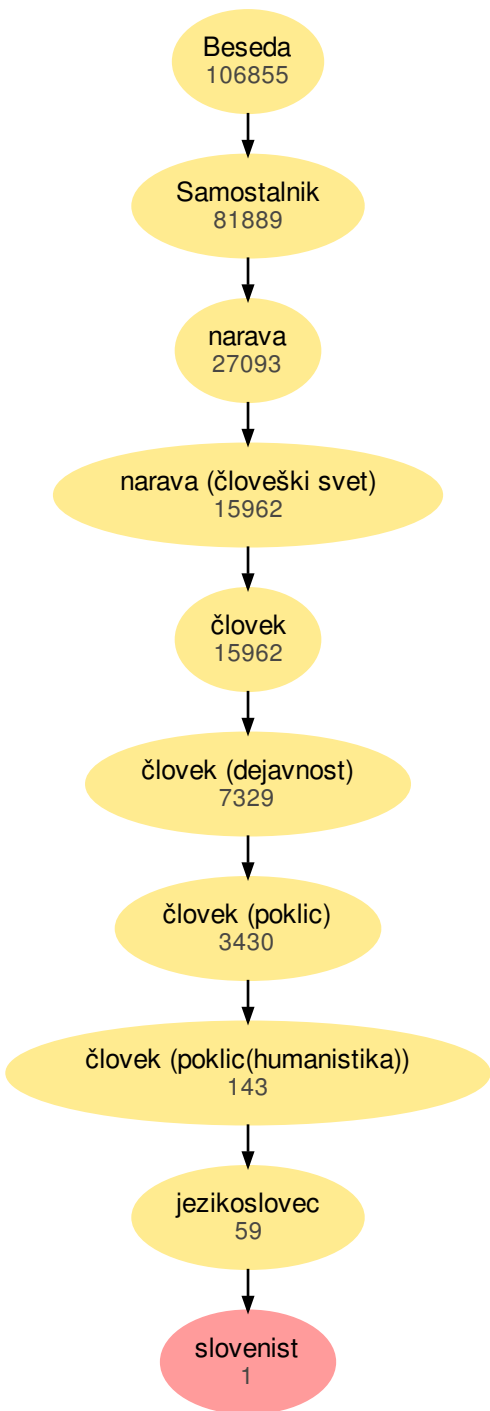 Beseda
106855
Samostalnik
81889
narava
27093
narava (človeški svet)
15962
človek
15962
človek (dejavnost)
7329
človek (poklic)
3430
človek (poklic(humanistika))
143
jezikoslovec
59
slovenist
1